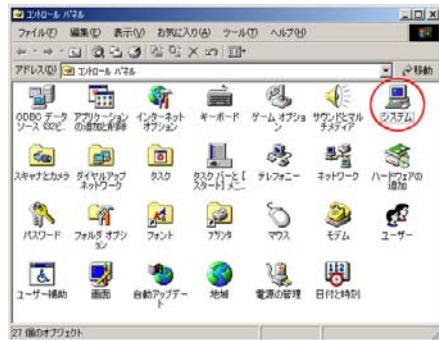 コントロール パネル
ファイル(F) 編集(E) 表示(V) お気に入り(A) ツール(T) ヘルプ(H)
アドレス(D) コントロール パネル 移動
ODBC データ ソース (32ビ...
アプリケーションの追加と削除
インターネット オプション
キーボード
ゲーム オプション
サウンドとマルチメディア
システム
スキャナとカメラ
ダイヤルアップ ネットワーク
タスク
タスク バーと [スタート] メニ...
テレフォニー
ネットワーク
ハードウェアの追加
パスワード
フォルダ オプション
フォント
プリンタ
マウス
モデム
ユーザー
ユーザー補助
画面
自動アップデート
地域
電源の管理
日付と時刻
27 個のオブジェクト